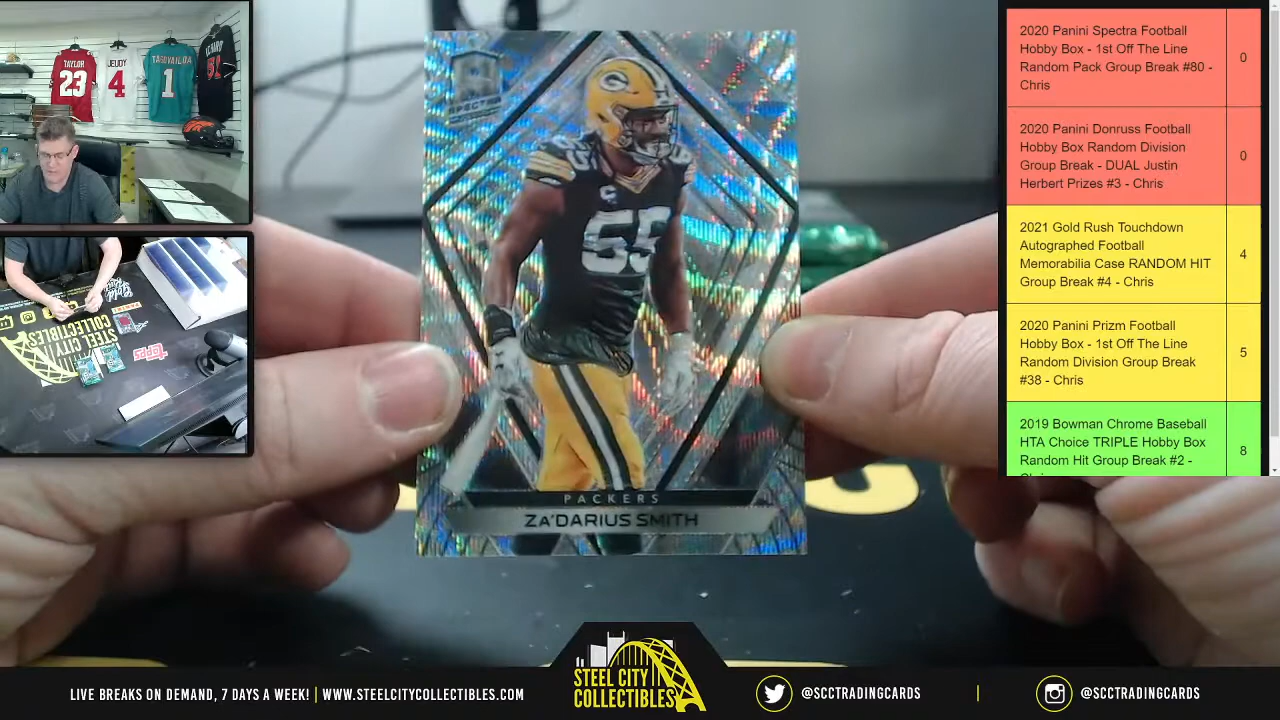 TAYLOR
23
JEUDY
4
TAGOVAILOA
1
SPECTRA
G
55
C
PACKERS
ZA'DARIUS SMITH
STEEL CITY
COLLECTIBLES
topps
2020 Panini Spectra Football
Hobby Box - 1st Off The Line
Random Pack Group Break #80 -
Chris
0
2020 Panini Donruss Football
Hobby Box Random Division
Group Break - DUAL Justin
Herbert Prizes #3 - Chris
0
2021 Gold Rush Touchdown
Autographed Football
Memorabilia Case RANDOM HIT
Group Break #4 - Chris
4
2020 Panini Prizm Football
Hobby Box - 1st Off The Line
Random Division Group Break
#38 - Chris
5
2019 Bowman Chrome Baseball
HTA Choice TRIPLE Hobby Box
Random Hit Group Break #2 -
8
LIVE BREAKS ON DEMAND, 7 DAYS A WEEK! | WWW.STEELCITYCOLLECTIBLES.COM
STEEL CITY
COLLECTIBLES
@SCCTRADINGCARDS | @SCCTRADINGCARDS